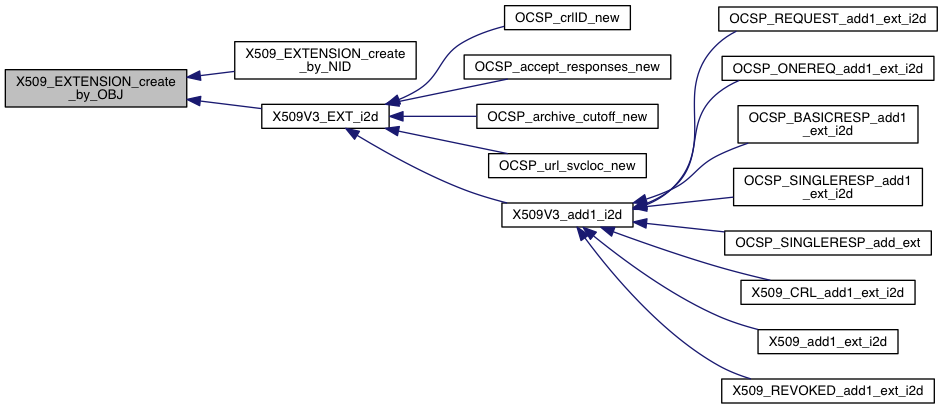 X509_EXTENSION_create
_by_OBJ
X509_EXTENSION_create
_by_NID
X509V3_EXT_i2d
OCSP_crlID_new
OCSP_accept_responses_new
OCSP_archive_cutoff_new
OCSP_url_svcloc_new
X509V3_add1_i2d
OCSP_REQUEST_add1_ext_i2d
OCSP_ONEREQ_add1_ext_i2d
OCSP_BASICRESP_add1
_ext_i2d
OCSP_SINGLERESP_add1
_ext_i2d
OCSP_SINGLERESP_add_ext
X509_CRL_add1_ext_i2d
X509_add1_ext_i2d
X509_REVOKED_add1_ext_i2d